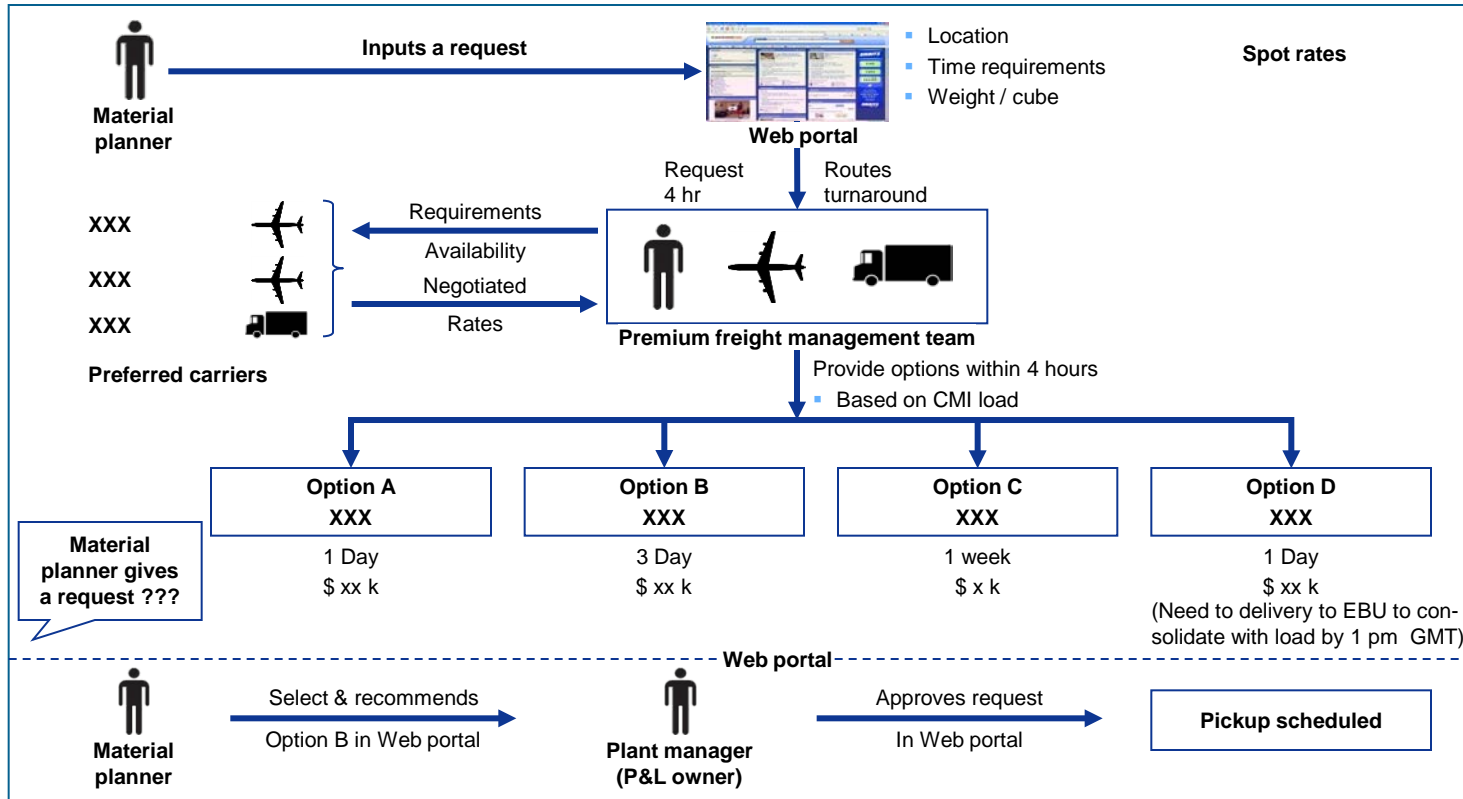 Inputs a request
Location
Time requirements
Weight / cube
Spot rates
Material
planner
Web portal
Request
4 hr
Routes
turnaround
XXX
XXX
XXX
Preferred carriers
Requirements
Availability
Negotiated
Rates
Premium freight management team
Provide options within 4 hours
Based on CMI load
Option A
XXX
1 Day
$ xx k
Option B
XXX
3 Day
$ xx k
Option C
XXX
1 week
$ x k
Option D
XXX
1 Day
$ xx k
(Need to delivery to EBU to con-
solidate with load by 1 pm GMT)
Material
planner gives
a request ???
Web portal
Material
planner
Select & recommends
Option B in Web portal
Plant manager
(P&L owner)
Approves request
In Web portal
Pickup scheduled